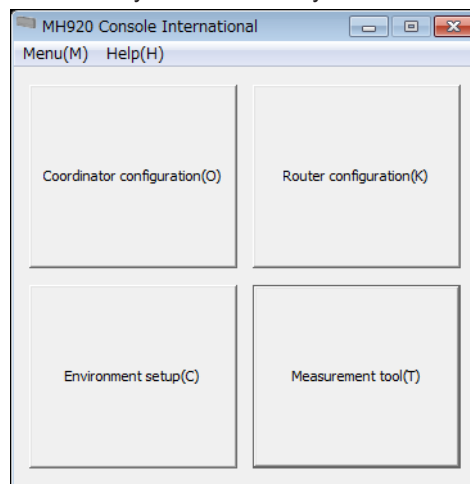 MH920 Console International
Menu(M) Help(H)
Coordinator configuration(O)
Router configuration(K)
Environment setup(C)
Measurement tool(T)